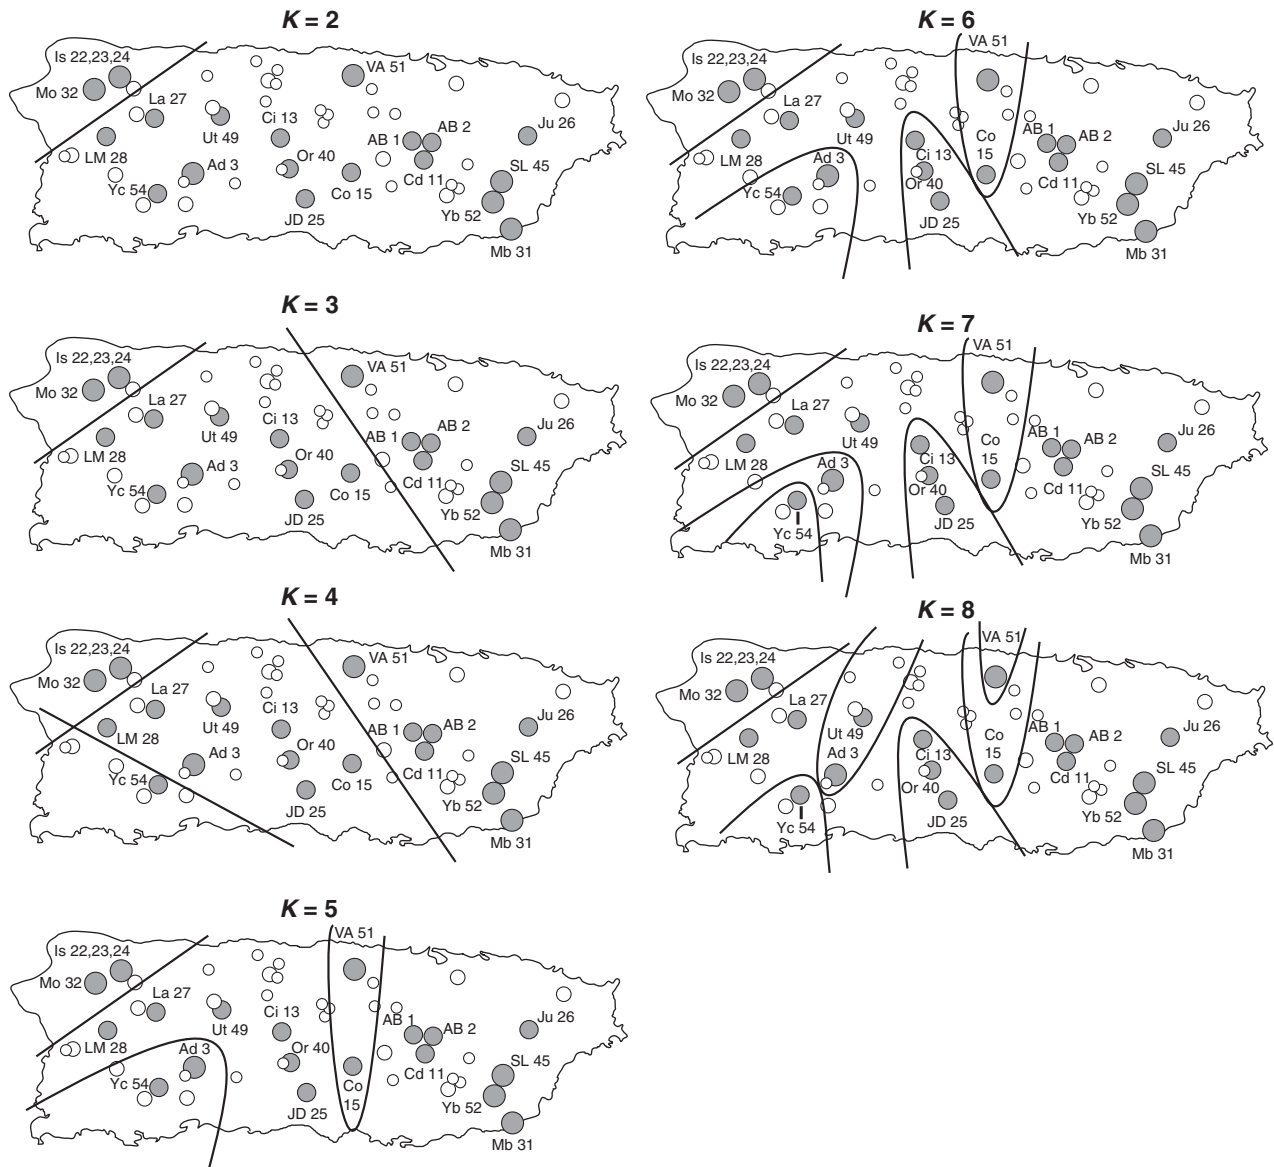 K = 2
Is 22,23,24
VA 51
Mo 32
La 27
Ut 49
Ci 13
AB 1
AB 2
Ju 26
LM 28
Ad 3
Or 40
Co 15
Cd 11
SL 45
Yc 54
JD 25
Yb 52
Mb 31
K = 3
Is 22,23,24
VA 51
Mo 32
La 27
Ut 49
Ci 13
AB 1
AB 2
Ju 26
LM 28
Ad 3
Or 40
Co 15
Cd 11
SL 45
Yc 54
JD 25
Yb 52
Mb 31
K = 4
Is 22,23,24
VA 51
Mo 32
La 27
Ut 49
Ci 13
AB 1
AB 2
Ju 26
LM 28
Ad 3
Or 40
Co 15
Cd 11
SL 45
Yc 54
JD 25
Yb 52
Mb 31
K = 5
VA 51
Is 22,23,24
Mo 32
La 27
Ut 49
Ci 13
AB 1
AB 2
Ju 26
LM 28
Ad 3
Or 40
Co
15
Cd 11
SL 45
Yc 54
JD 25
Yb 52
Mb 31
K = 6
VA 51
Is 22,23,24
Mo 32
La 27
Ut 49
Co
15
AB 1
AB 2
Ju 26
LM 28
Ad 3
Ci 13
Or 40
Cd 11
SL 45
Yc 54
JD 25
Yb 52
Mb 31
K = 7
VA 51
Is 22,23,24
Mo 32
La 27
Ut 49
Co
15
AB 1
AB 2
Ju 26
LM 28
Ad 3
Ci 13
Or 40
Cd 11
SL 45
JD 25
Yb 52
Yc 54
Mb 31
K = 8
VA 51
Is 22,23,24
Mo 32
La 27
Ut 49
Co
15
AB 1
AB 2
Ju 26
LM 28
Ad 3
Ci 13
Or 40
Cd 11
SL 45
JD 25
Yb 52
Yc 54
Mb 31